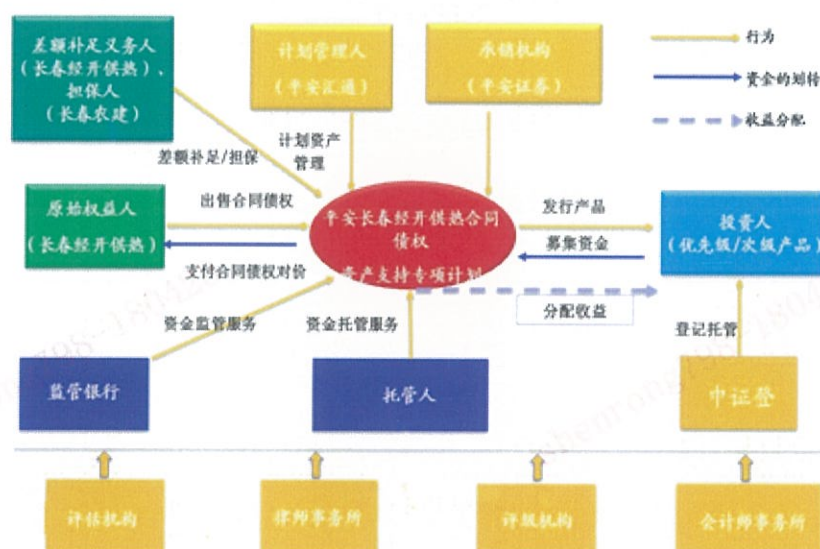 差额补足义务人
(长春经开供热)、
担保人
(长春农建)
计划管理人
(平安汇通)
承销机构
(平安证券)
行为
资金的划转
收益分配
差额补足/担保
计划资产
管理
原始权益人
(长春经开供热)
出售合同债权
支付合同债权对价
平安长春经开供热合同
债权
资产支持专项计划
发行产品
募集资金
分配收益
投资人
(优先级/次级产品)
资金监管服务
资金托管服务
登记托管
监管银行
托管人
中证登
评估机构
律师事务所
评级机构
会计师事务所